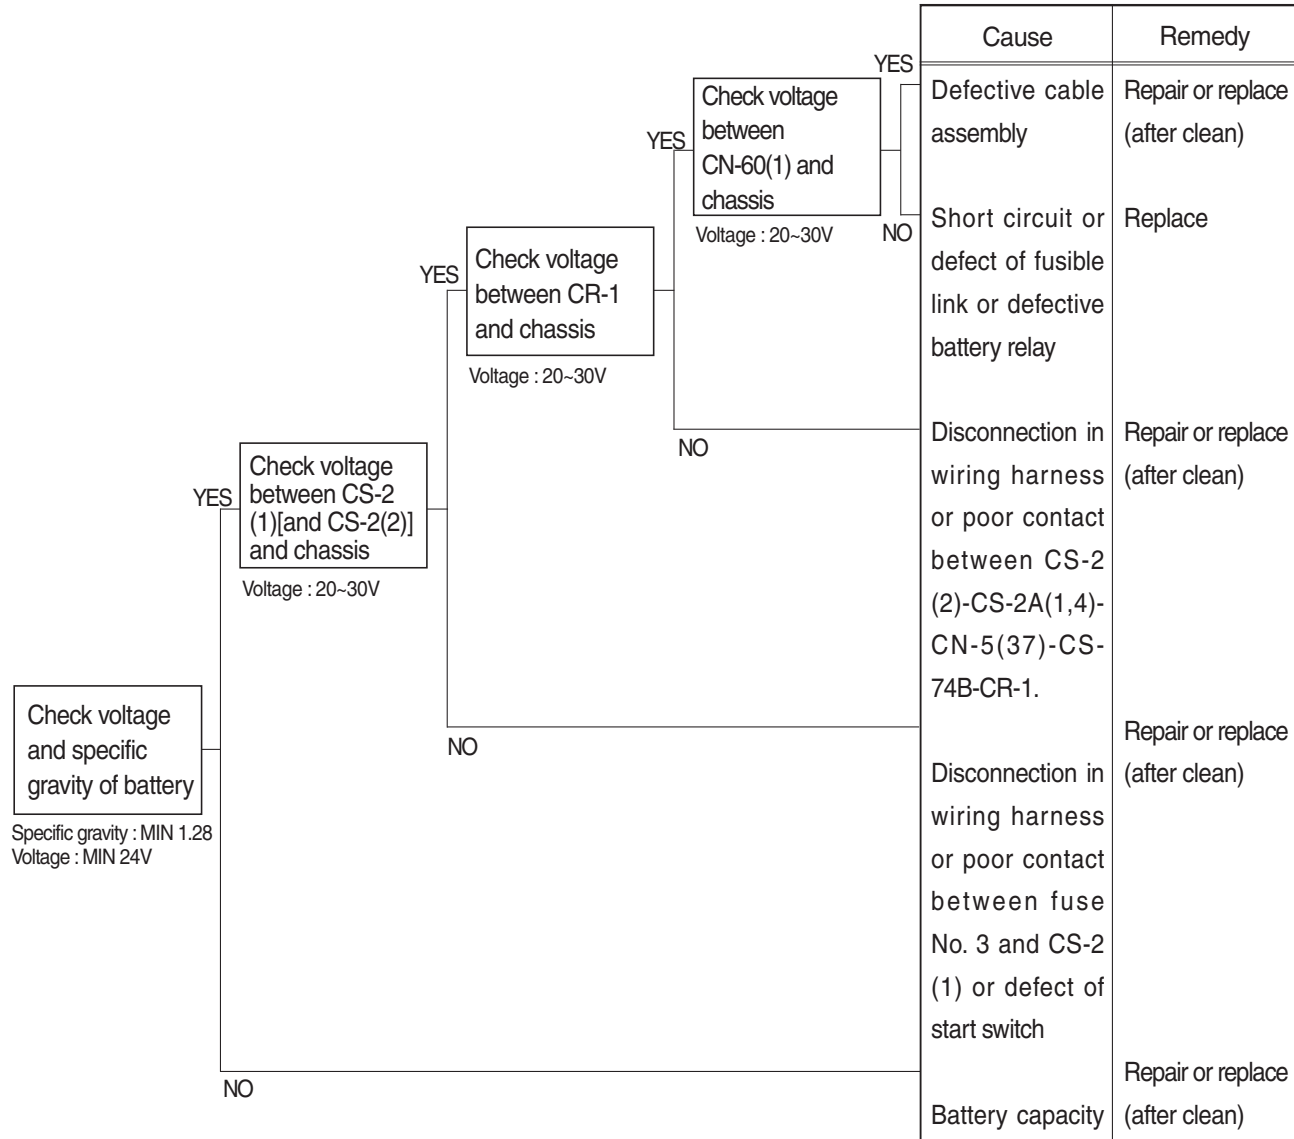 Cause
Remedy
YES
Defective cable
assembly
Repair or replace
(after clean)
Check voltage
between
CN-60(1) and
chassis
YES
Voltage : 20~30V
NO
Short circuit or
defect of fusible
link or defective
battery relay
Replace
YES
Check voltage
between CR-1
and chassis
Voltage : 20~30V
NO
Disconnection in
wiring harness
or poor contact
between CS-2
(2)-CS-2A(1,4)-
CN-5(37)-CS-
74B-CR-1.
Repair or replace
(after clean)
YES
Check voltage
between CS-2
(1)[and CS-2(2)]
and chassis
Voltage : 20~30V
NO
Disconnection in
wiring harness
or poor contact
between fuse
No. 3 and CS-2
(1) or defect of
start switch
Repair or replace
(after clean)
Check voltage
and specific
gravity of battery
Specific gravity : MIN 1.28
Voltage : MIN 24V
NO
Battery capacity
Repair or replace
(after clean)